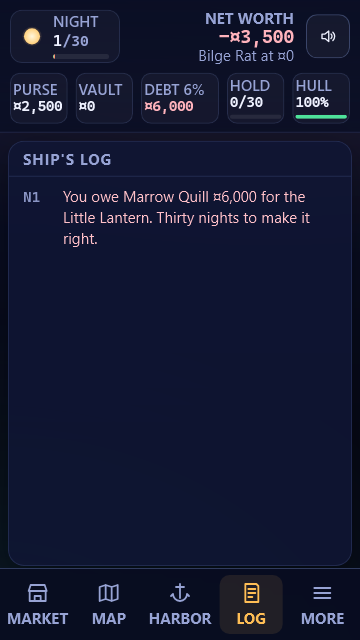 NIGHT
1/30
NET WORTH
−¤3,500
Bilge Rat at ¤0
PURSE
¤2,500
VAULT
¤0
DEBT 6%
¤6,000
HOLD
0/30
HULL
100%
SHIP'S LOG
N1 You owe Marrow Quill ¤6,000 for the
Little Lantern. Thirty nights to make it
right.
MARKET
MAP
HARBOR
LOG
MORE